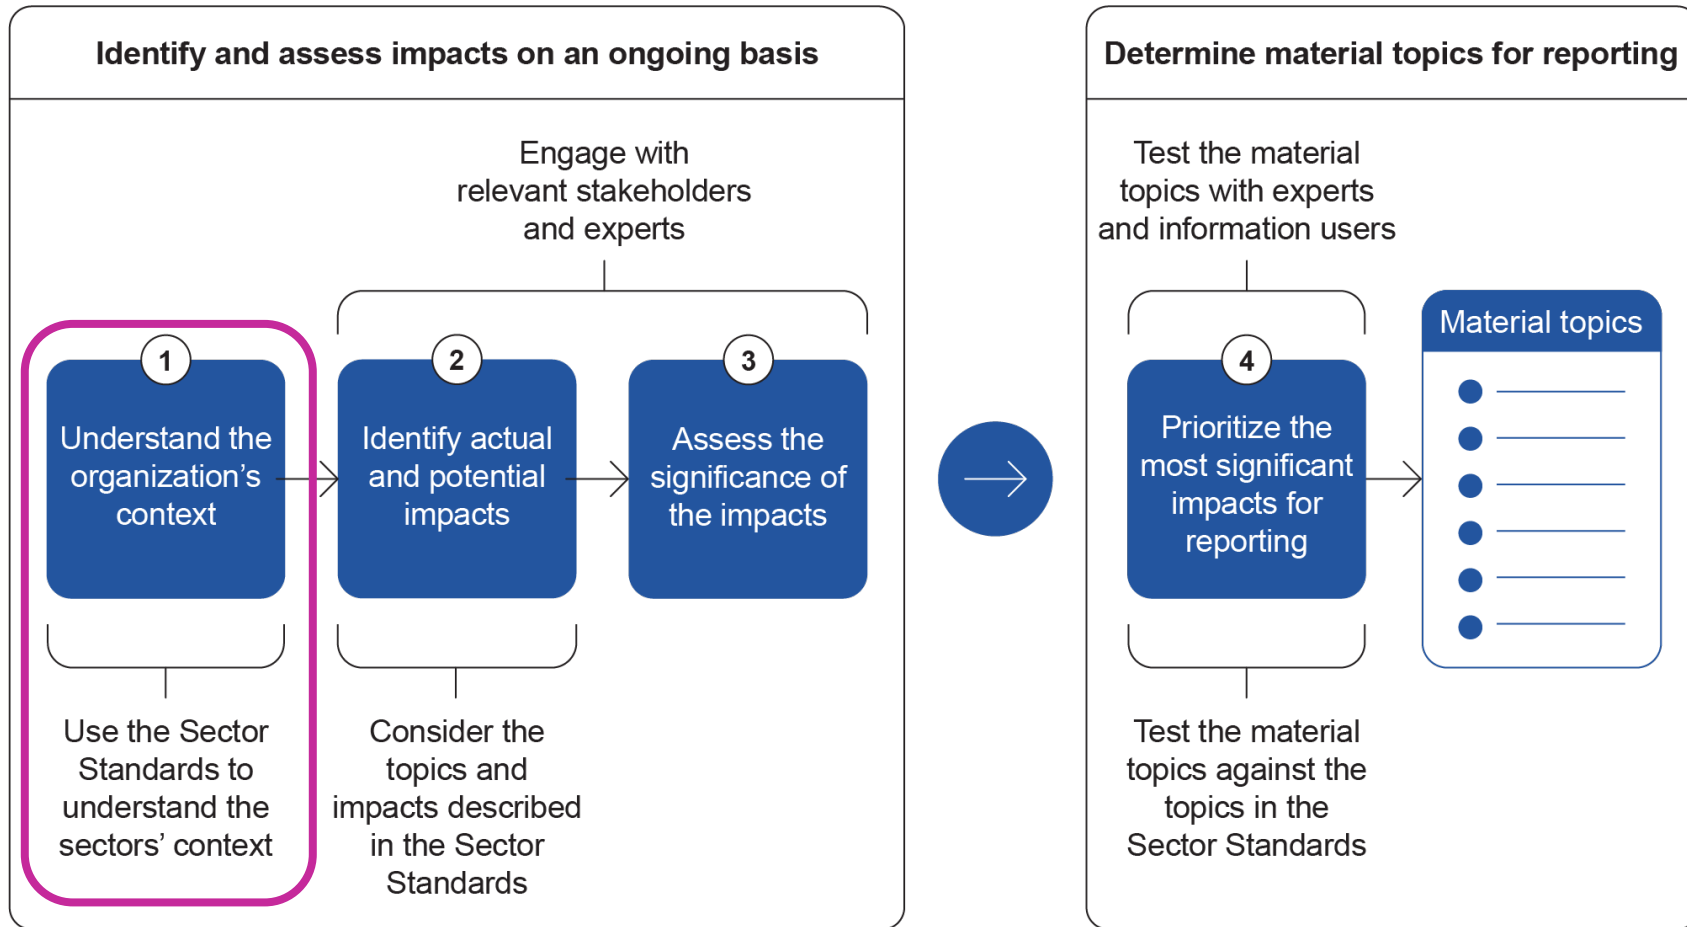 Identify and assess impacts on an ongoing basis
Engage with
relevant stakeholders
and experts
1
Understand the
organization’s
context
Use the Sector
Standards to
understand the
sectors’ context
2
Identify actual
and potential
impacts
Consider the
topics and
impacts described
in the Sector
Standards
3
Assess the
significance of
the impacts
Determine material topics for reporting
Test the material
topics with experts
and information users
4
Prioritize the
most significant
impacts for
reporting
Test the material
topics against the
topics in the
Sector Standards
Material topics